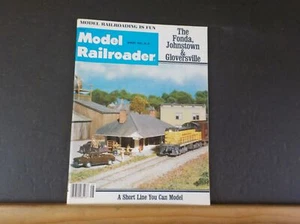 MODEL RAILROADING IS FUN
Model
Railroader
The
Fonda,
Johnstown
&
Gloversville
A Short Line You Can Model